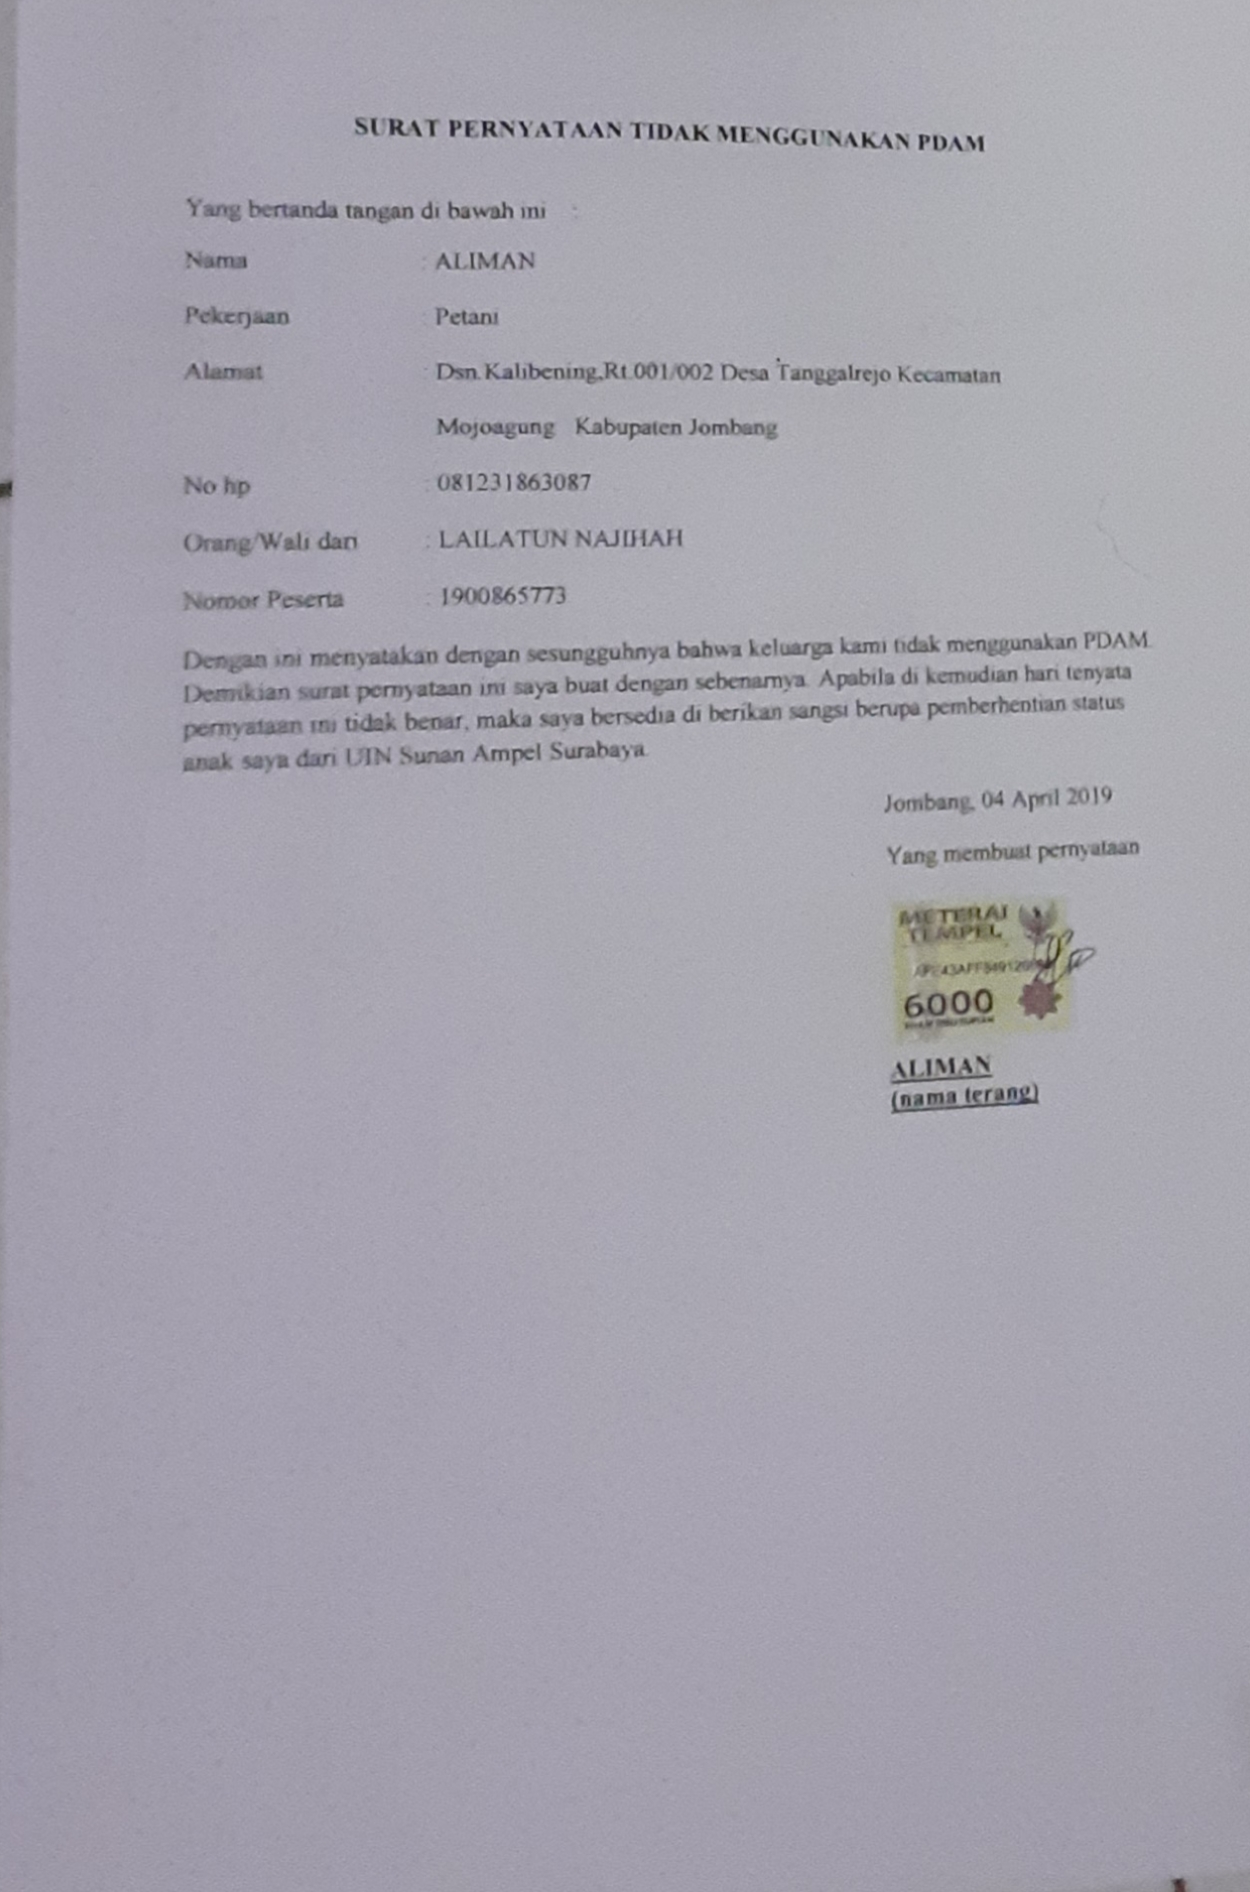 SURAT PERNYATAAN TIDAK MENGGUNAKAN PDAM
Yang bertanda tangan di bawah ini :
Nama : ALIMAN
Pekerjaan : Petani
Alamat : Dsn.Kalibening,Rt.001/002 Desa Tanggalrejo Kecamatan
Mojoagung Kabupaten Jombang
No hp : 081231863087
Orang/Wali dari : LAILATUN NAJIHAH
Nomor Peserta : 1900865773
Dengan ini menyatakan dengan sesungguhnya bahwa keluarga kami tidak menggunakan PDAM.
Demikian surat pernyataan ini saya buat dengan sebenarnya. Apabila di kemudian hari tenyata
pernyataan ini tidak benar, maka saya bersedia di berikan sangsi berupa pemberhentian status
anak saya dari UIN Sunan Ampel Surabaya.
Jombang, 04 April 2019
Yang membuat pernyataan
METERAI
TEMPEL
6000
ALIMAN
(nama terang)